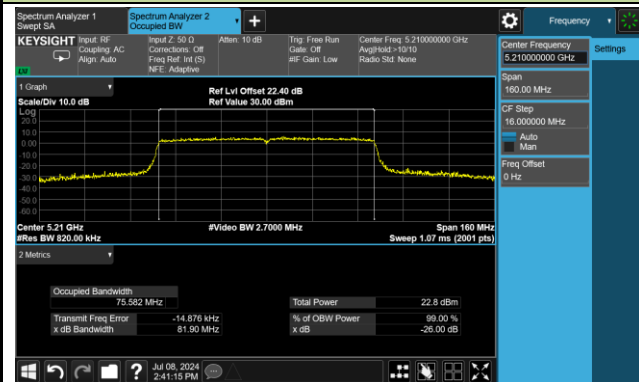 Spectrum Analyzer 1
Swept SA
Spectrum Analyzer 2
Occupied BW
Frequency
KEYSIGHT
Input: RF
Coupling: AC
Align: Auto
Input Z: 50 Ω
Corrections: Off
Freq Ref: Int (S)
NFE: Adaptive
Atten: 10 dB
Trig: Free Run
Gate: Off
#IF Gain: Low
Center Freq: 5.210000000 GHz
Avg|Hold:>10/10
Radio Std: None
Center Frequency
5.210000000 GHz
Settings
Span
160.00 MHz
CF Step
16.000000 MHz
Auto
Man
Freq Offset
0 Hz
1 Graph
Scale/Div 10.0 dB
Ref Lvl Offset 22.40 dB
Ref Value 30.00 dBm
Log
20.0
10.0
0.00
-10.0
-20.0
-30.0
-40.0
-50.0
-60.0
Center 5.21 GHz
#Res BW 820.00 kHz
#Video BW 2.7000 MHz
Span 160 MHz
Sweep 1.07 ms (2001 pts)
2 Metrics
Occupied Bandwidth
75.582 MHz
Transmit Freq Error
-14.876 kHz
x dB Bandwidth
81.90 MHz
Total Power
22.8 dBm
% of OBW Power
99.00 %
x dB
-26.00 dB
Jul 08, 2024
2:41:15 PM